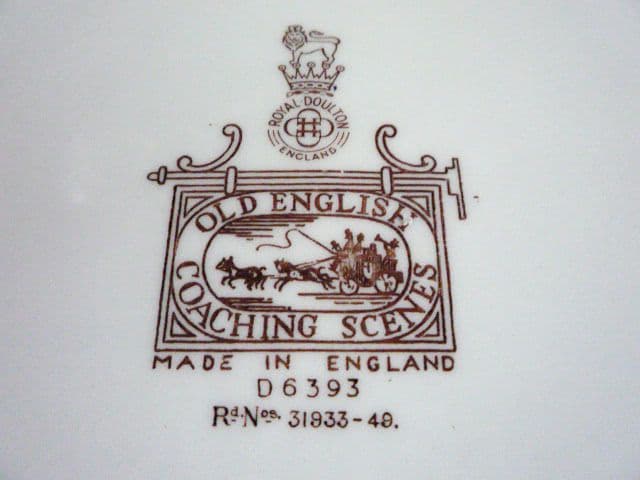 ROYAL DOULTON
ENGLAND
OLD ENGLISH
COACHING SCENES
MADE IN ENGLAND
D6393
Rd. Nos. 31933-49.